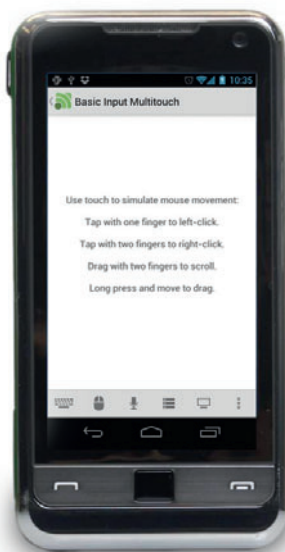 10:35
Basic Input Multitouch
Use touch to simulate mouse movement:
Tap with one finger to left-click.
Tap with two fingers to right-click.
Drag with two fingers to scroll.
Long press and move to drag.